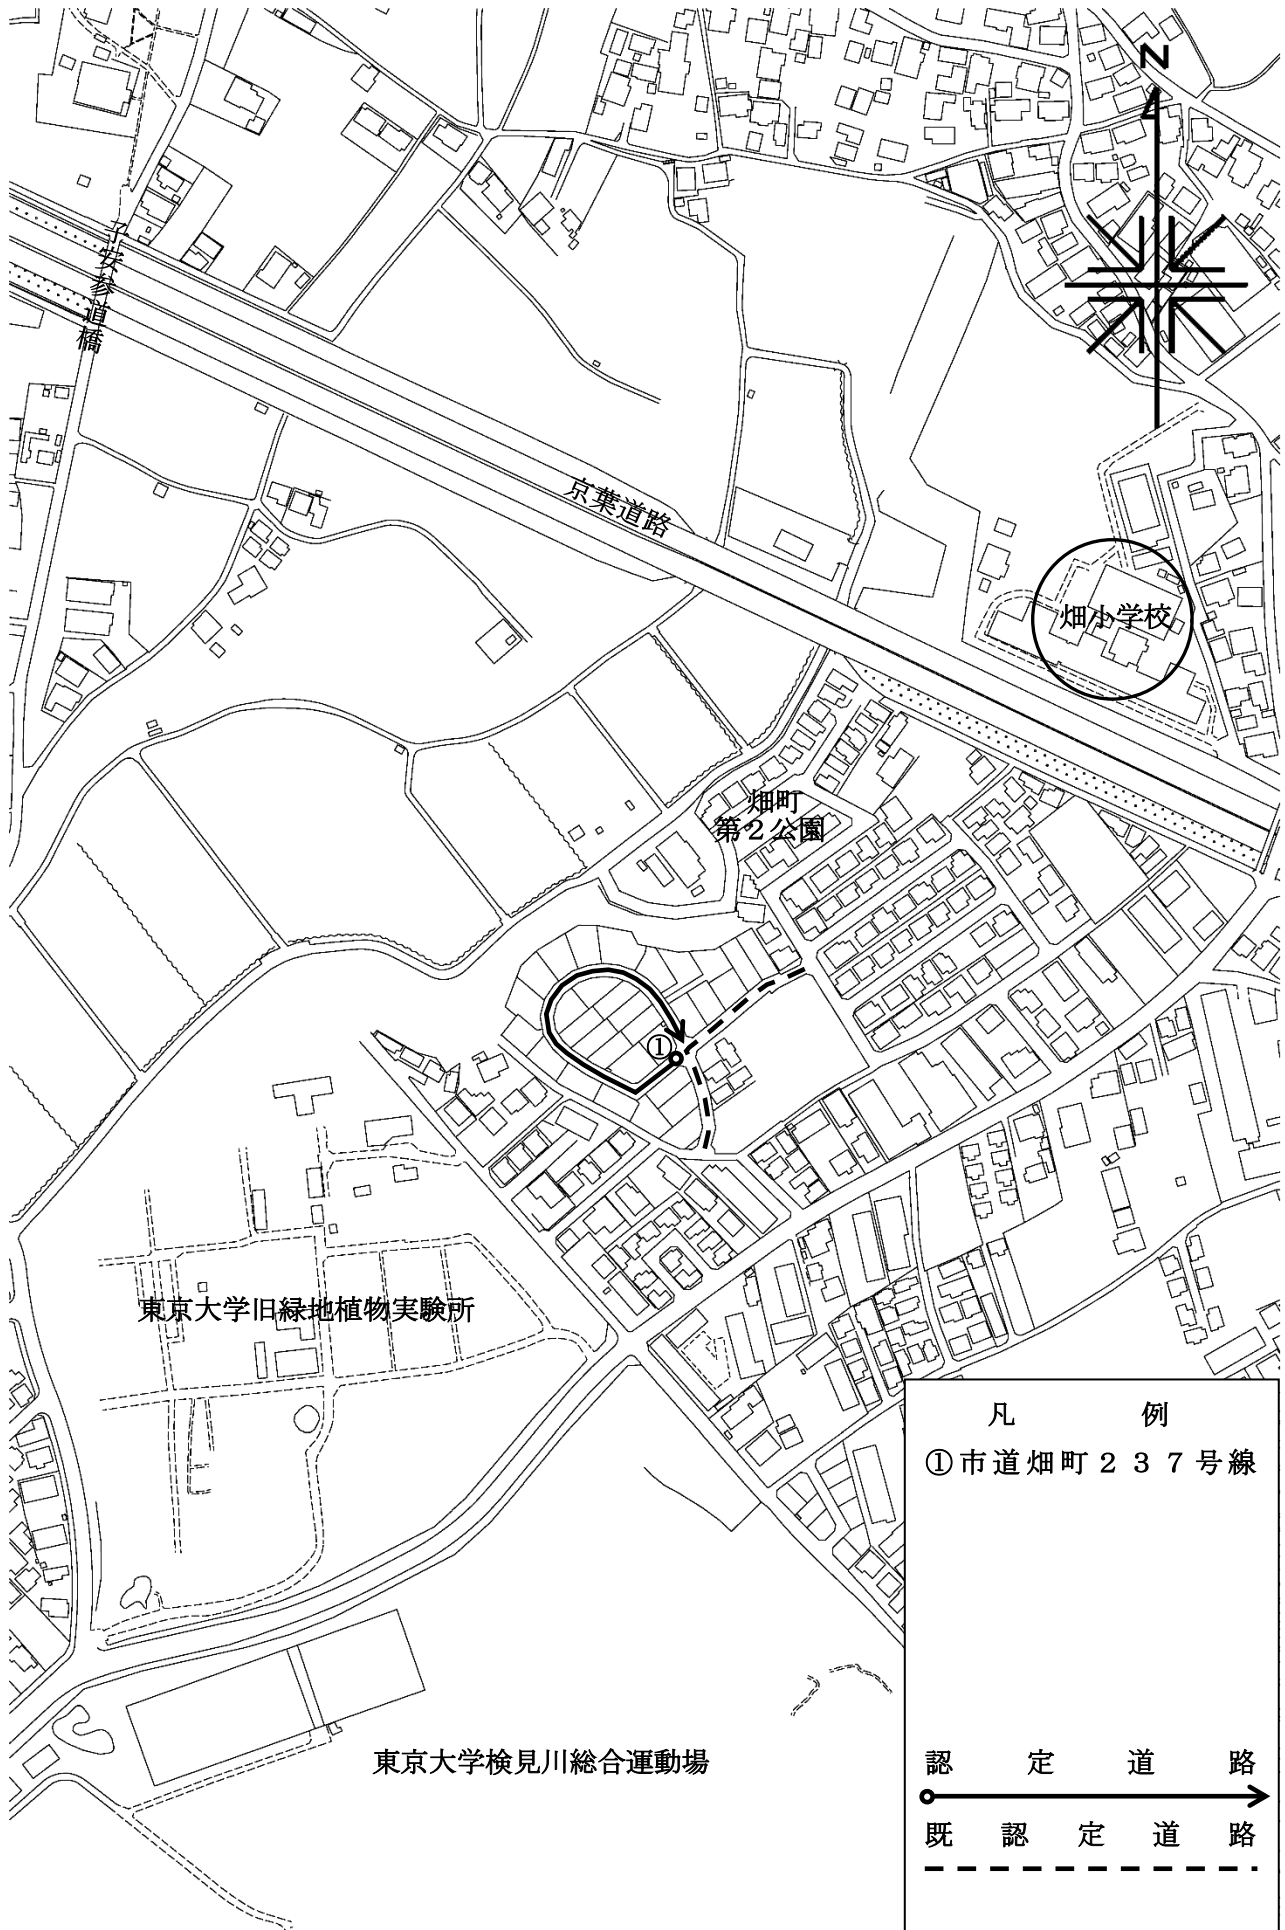 N
子安参道橋
京葉道路
畑小学校
畑町
第２公園
①
東京大学旧緑地植物実験所
東京大学検見川総合運動場
凡例
①市道畑町２３７号線
認定道路
既認定道路